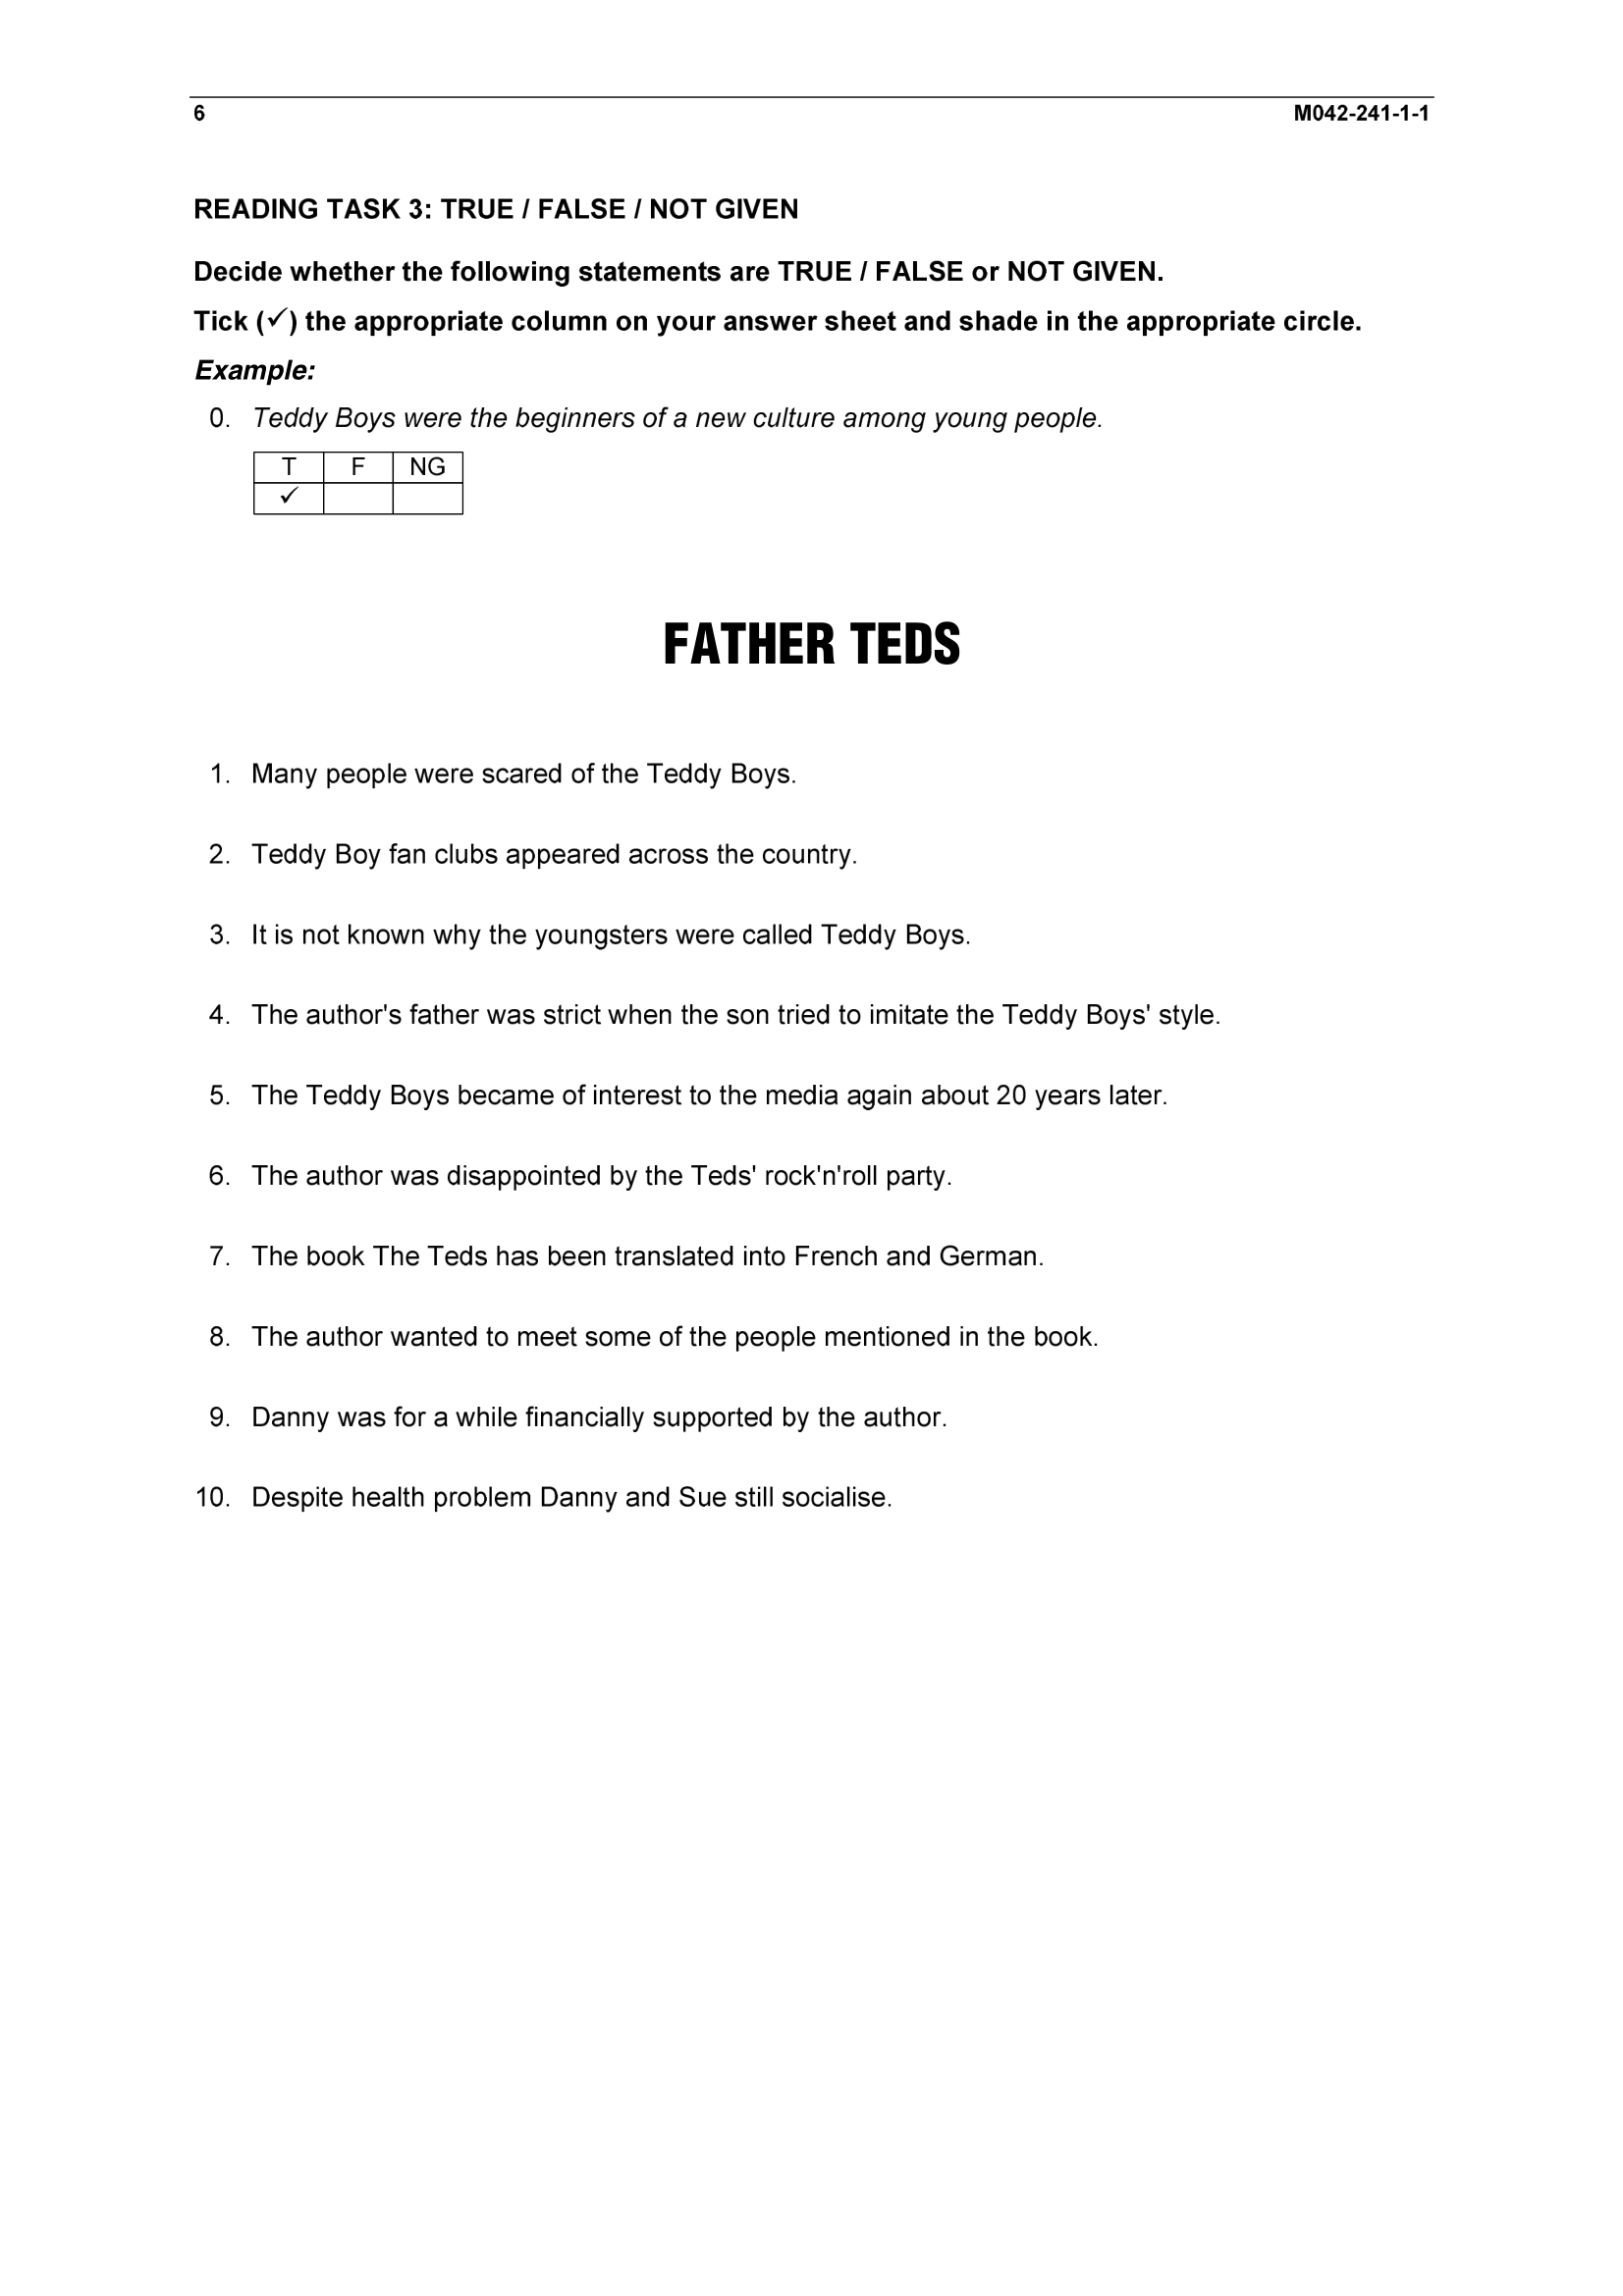 6 M042-241-1-1
READING TASK 3: TRUE / FALSE / NOT GIVEN
Decide whether the following statements are TRUE / FALSE or NOT GIVEN.
Tick (✓) the appropriate column on your answer sheet and shade in the appropriate circle.
Example:
0. Teddy Boys were the beginners of a new culture among young people.
T F NG
✓
FATHER TEDS
1. Many people were scared of the Teddy Boys.
2. Teddy Boy fan clubs appeared across the country.
3. It is not known why the youngsters were called Teddy Boys.
4. The author's father was strict when the son tried to imitate the Teddy Boys' style.
5. The Teddy Boys became of interest to the media again about 20 years later.
6. The author was disappointed by the Teds' rock'n'roll party.
7. The book The Teds has been translated into French and German.
8. The author wanted to meet some of the people mentioned in the book.
9. Danny was for a while financially supported by the author.
10. Despite health problem Danny and Sue still socialise.